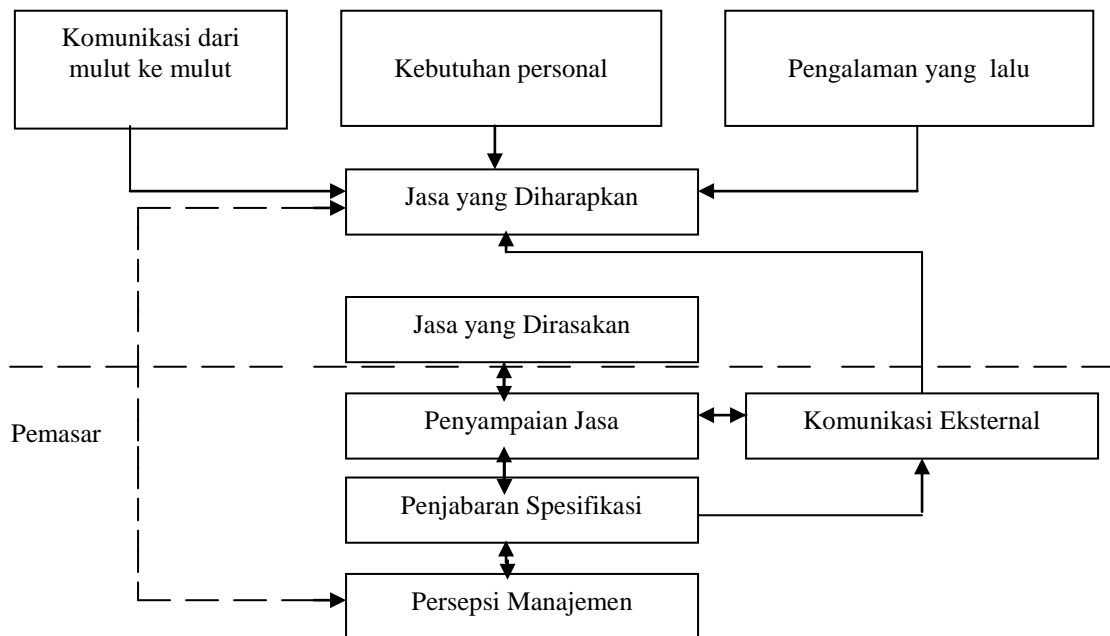 Komunikasi dari
mulut ke mulut
Kebutuhan personal
Pengalaman yang lalu
Jasa yang Diharapkan
Jasa yang Dirasakan
Pemasar
Penyampaian Jasa
Komunikasi Eksternal
Penjabaran Spesifikasi
Persepsi Manajemen